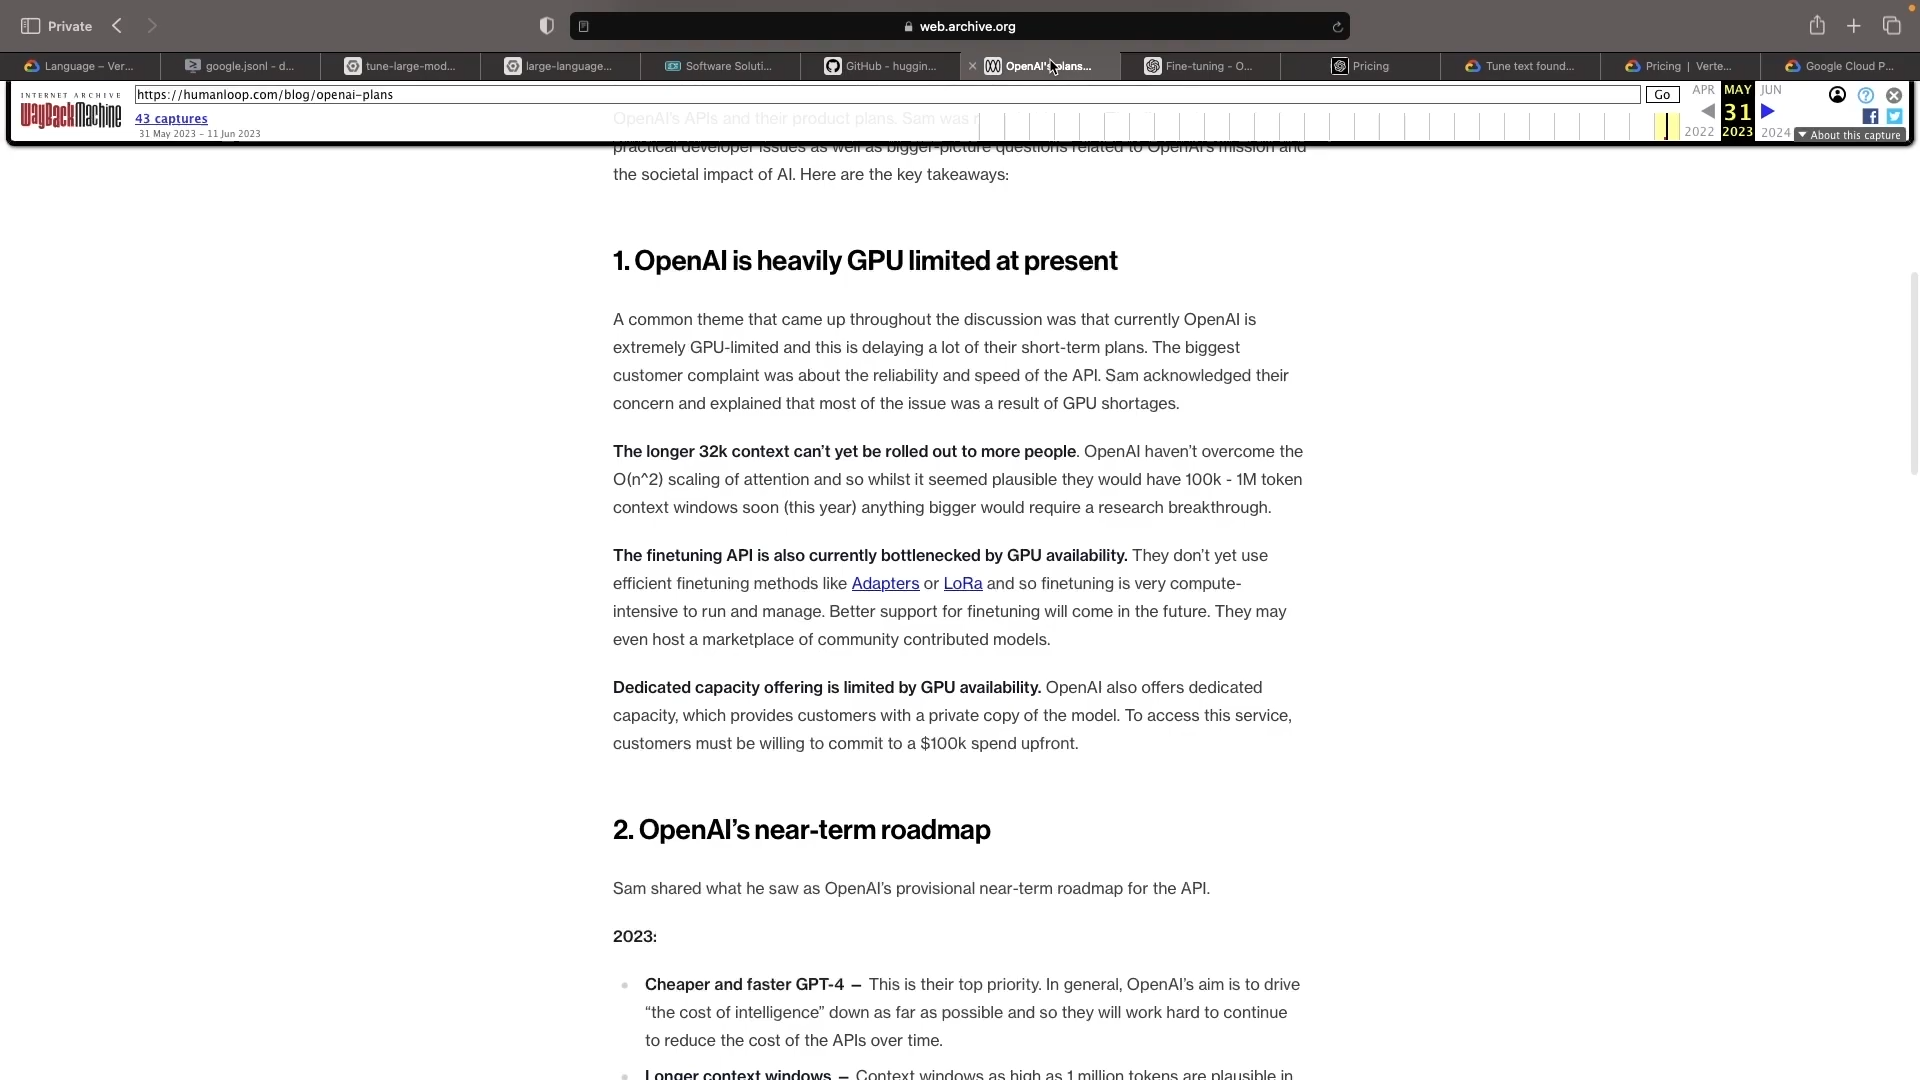 Private
web.archive.org
Language – Ver...
google.jsonl - d...
tune-large-mod...
large-language...
Software Soluti...
GitHub - huggin...
OpenAI's plans...
Fine-tuning - O...
Pricing
Tune text found...
Pricing | Verte...
Google Cloud P...
INTERNET ARCHIVE
WayBackMachine
https://humanloop.com/blog/openai-plans
Go
43 captures
31 May 2023 – 11 Jun 2023
APR MAY JUN
31
2022 2023 2024
About this capture
OpenAI's APIs and their product plans. Sam was
practical developer issues as well as bigger-picture questions related to OpenAI's mission and
the societal impact of AI. Here are the key takeaways:
1. OpenAI is heavily GPU limited at present
A common theme that came up throughout the discussion was that currently OpenAI is
extremely GPU-limited and this is delaying a lot of their short-term plans. The biggest
customer complaint was about the reliability and speed of the API. Sam acknowledged their
concern and explained that most of the issue was a result of GPU shortages.
The longer 32k context can't yet be rolled out to more people. OpenAI haven't overcome the
O(n^2) scaling of attention and so whilst it seemed plausible they would have 100k - 1M token
context windows soon (this year) anything bigger would require a research breakthrough.
The finetuning API is also currently bottlenecked by GPU availability. They don't yet use
efficient finetuning methods like Adapters or LoRa and so finetuning is very compute-
intensive to run and manage. Better support for finetuning will come in the future. They may
even host a marketplace of community contributed models.
Dedicated capacity offering is limited by GPU availability. OpenAI also offers dedicated
capacity, which provides customers with a private copy of the model. To access this service,
customers must be willing to commit to a $100k spend upfront.
2. OpenAI's near-term roadmap
Sam shared what he saw as OpenAI's provisional near-term roadmap for the API.
2023:
Cheaper and faster GPT-4 — This is their top priority. In general, OpenAI's aim is to drive
“the cost of intelligence” down as far as possible and so they will work hard to continue
to reduce the cost of the APIs over time.
Longer context windows — Context windows as high as 1 million tokens are plausible in